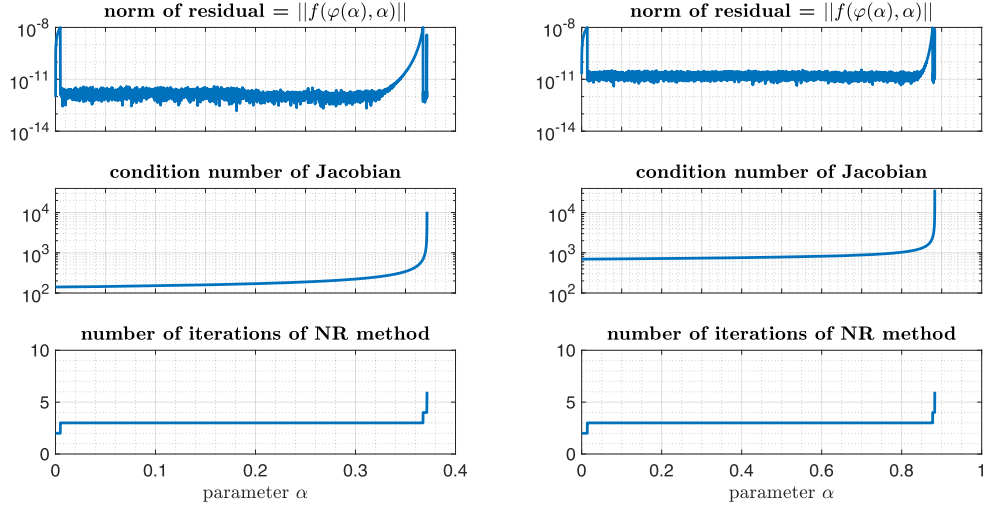 norm of residual = ||f(φ(α), α)||
10^-8
10^-11
10^-14
condition number of Jacobian
10^4
10^3
10^2
number of iterations of NR method
10
5
0
0 0.1 0.2 0.3 0.4
parameter α
norm of residual = ||f(φ(α), α)||
10^-8
10^-11
10^-14
condition number of Jacobian
10^4
10^3
10^2
number of iterations of NR method
10
5
0
0 0.2 0.4 0.6 0.8 1
parameter α